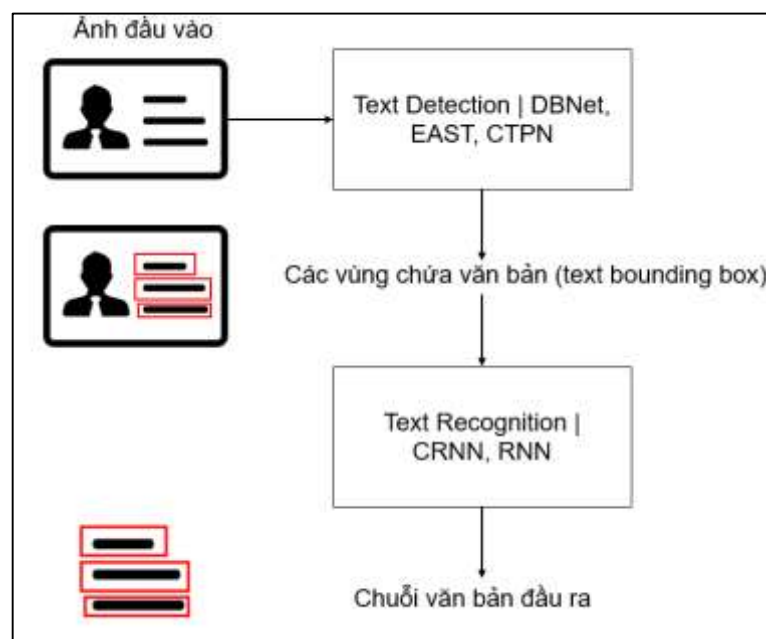 Ảnh đầu vào
Text Detection | DBNet,
EAST, CTPN
Các vùng chứa văn bản (text bounding box)
Text Recognition |
CRNN, RNN
Chuỗi văn bản đầu ra